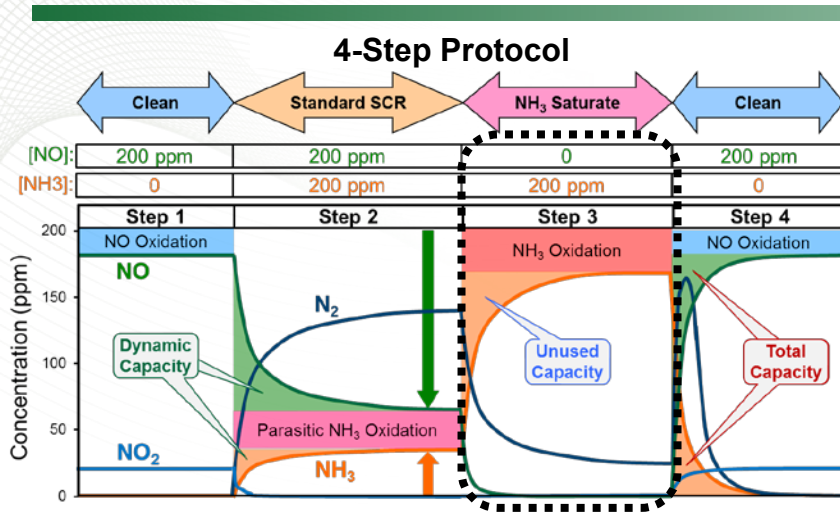 4-Step Protocol
Clean
Standard SCR
NH₃ Saturate
Clean
[NO]: 200 ppm 200 ppm 0 200 ppm
[NH3]: 0 200 ppm 200 ppm 0
Step 1 Step 2 Step 3 Step 4
Concentration (ppm)
200
150
100
50
0
NO Oxidation
NO
NO₂
N₂
Dynamic
Capacity
Parasitic NH₃ Oxidation
NH₃
NH₃ Oxidation
Unused
Capacity
NO Oxidation
Total
Capacity